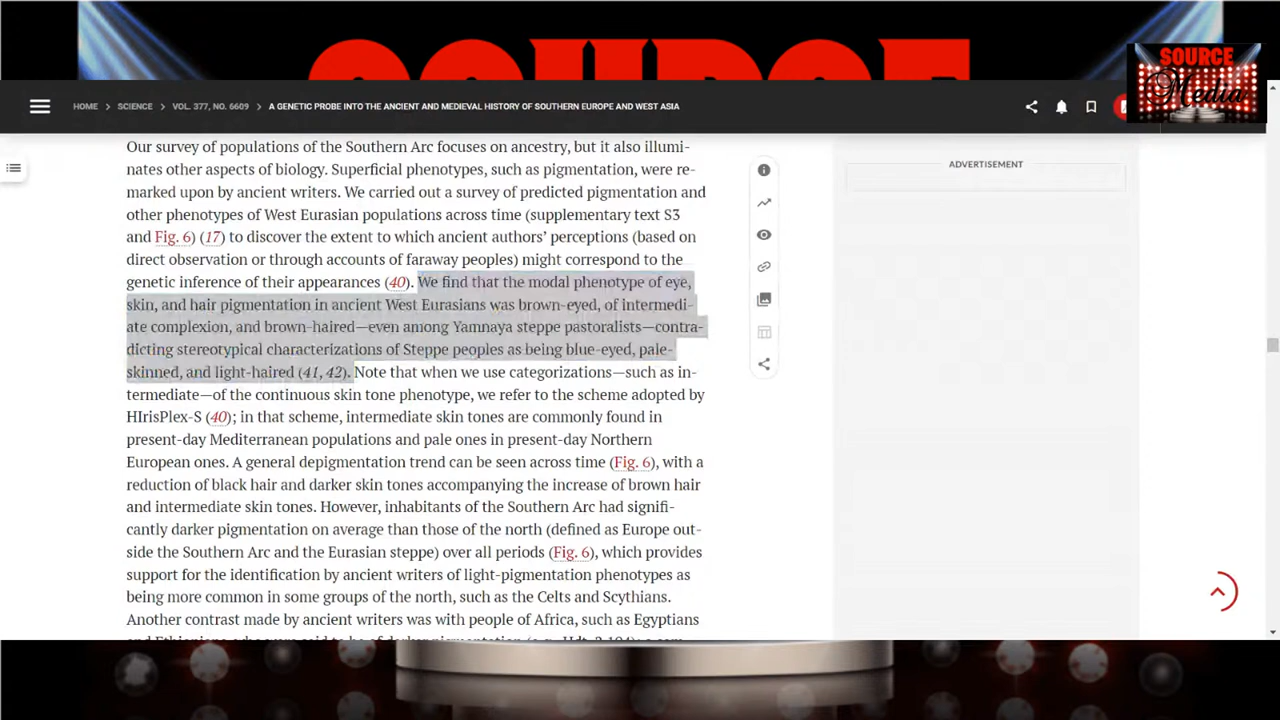 SOURCE
SOURCE
Media
HOME > SCIENCE > VOL. 377, NO. 6609 > A GENETIC PROBE INTO THE ANCIENT AND MEDIEVAL HISTORY OF SOUTHERN EUROPE AND WEST ASIA
ADVERTISEMENT
Our survey of populations of the Southern Arc focuses on ancestry, but it also illumi-
nates other aspects of biology. Superficial phenotypes, such as pigmentation, were re-
marked upon by ancient writers. We carried out a survey of predicted pigmentation and
other phenotypes of West Eurasian populations across time (supplementary text S3
and Fig. 6) (17) to discover the extent to which ancient authors’ perceptions (based on
direct observation or through accounts of faraway peoples) might correspond to the
genetic inference of their appearances (40). We find that the modal phenotype of eye,
skin, and hair pigmentation in ancient West Eurasians was brown-eyed, of intermedi-
ate complexion, and brown-haired—even among Yamnaya steppe pastoralists—contra-
dicting stereotypical characterizations of Steppe peoples as being blue-eyed, pale-
skinned, and light-haired (41, 42). Note that when we use categorizations—such as in-
termediate—of the continuous skin tone phenotype, we refer to the scheme adopted by
HIrisPlex-S (40); in that scheme, intermediate skin tones are commonly found in
present-day Mediterranean populations and pale ones in present-day Northern
European ones. A general depigmentation trend can be seen across time (Fig. 6), with a
reduction of black hair and darker skin tones accompanying the increase of brown hair
and intermediate skin tones. However, inhabitants of the Southern Arc had signifi-
cantly darker pigmentation on average than those of the north (defined as Europe out-
side the Southern Arc and the Eurasian steppe) over all periods (Fig. 6), which provides
support for the identification by ancient writers of light-pigmentation phenotypes as
being more common in some groups of the north, such as the Celts and Scythians.
Another contrast made by ancient writers was with people of Africa, such as Egyptians